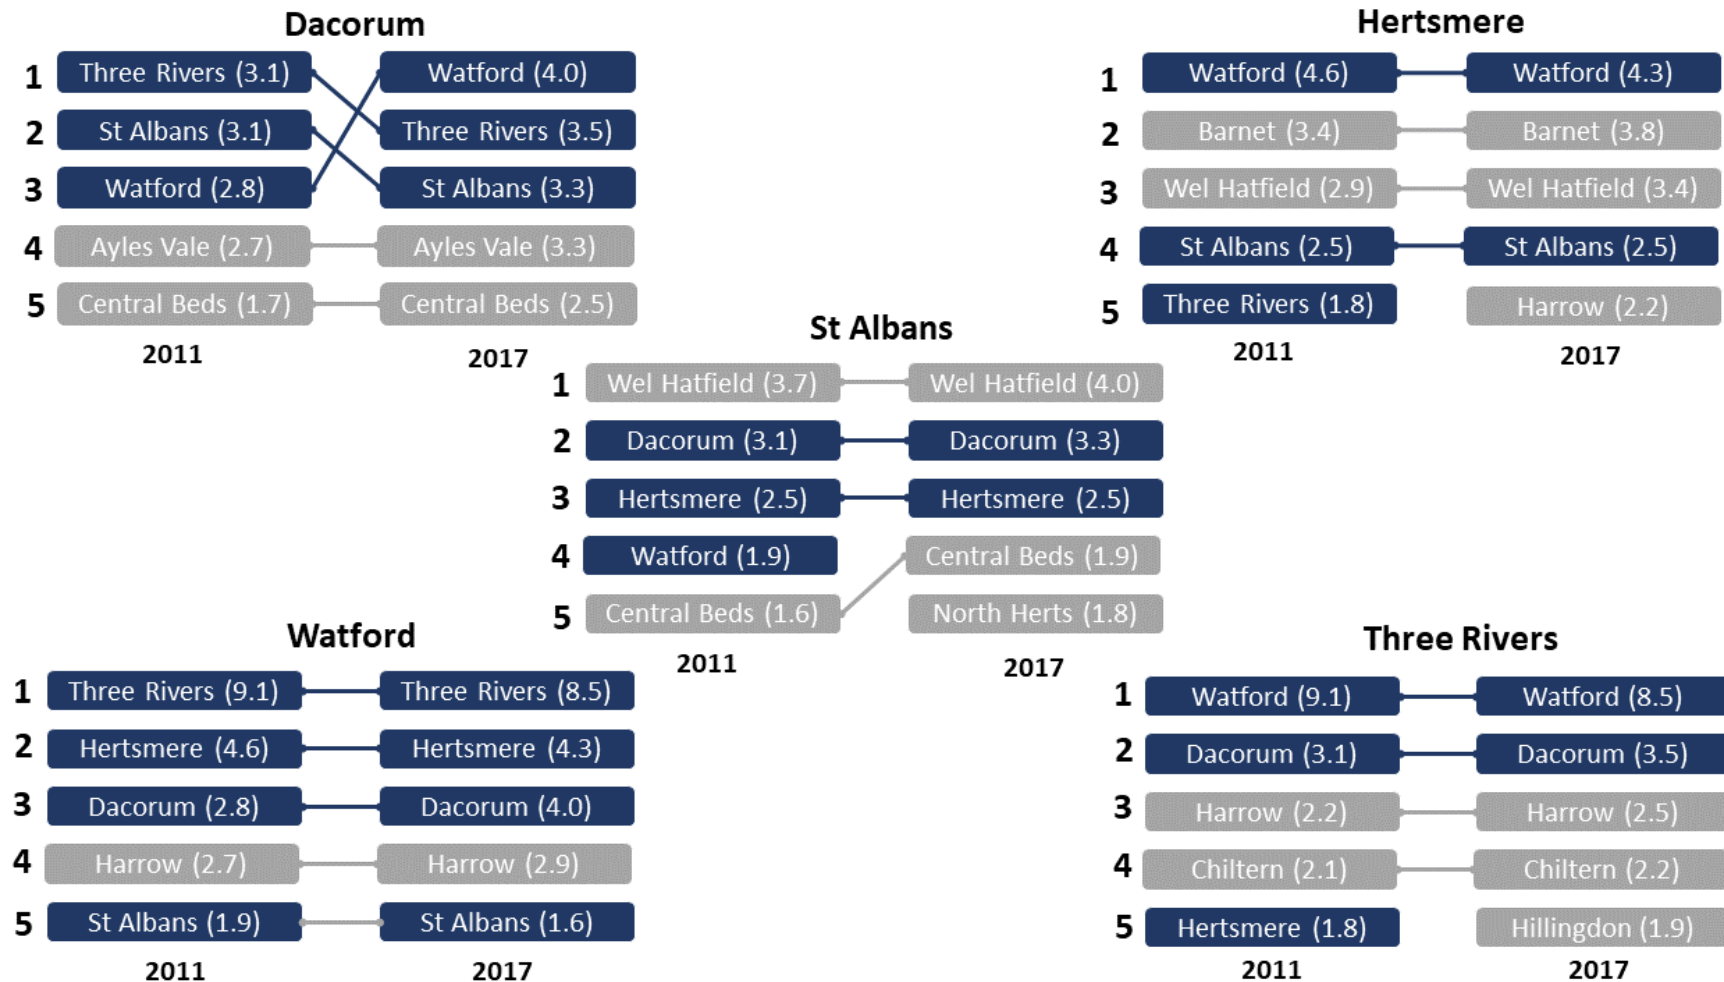 Dacorum
1 Three Rivers (3.1) Watford (4.0)
2 St Albans (3.1) Three Rivers (3.5)
3 Watford (2.8) St Albans (3.3)
4 Ayles Vale (2.7) Ayles Vale (3.3)
5 Central Beds (1.7) Central Beds (2.5)
2011 2017
Hertsmere
1 Watford (4.6) Watford (4.3)
2 Barnet (3.4) Barnet (3.8)
3 Wel Hatfield (2.9) Wel Hatfield (3.4)
4 St Albans (2.5) St Albans (2.5)
5 Three Rivers (1.8) Harrow (2.2)
2011 2017
St Albans
1 Wel Hatfield (3.7) Wel Hatfield (4.0)
2 Dacorum (3.1) Dacorum (3.3)
3 Hertsmere (2.5) Hertsmere (2.5)
4 Watford (1.9) Central Beds (1.9)
5 Central Beds (1.6) North Herts (1.8)
2011 2017
Watford
1 Three Rivers (9.1) Three Rivers (8.5)
2 Hertsmere (4.6) Hertsmere (4.3)
3 Dacorum (2.8) Dacorum (4.0)
4 Harrow (2.7) Harrow (2.9)
5 St Albans (1.9) St Albans (1.6)
2011 2017
Three Rivers
1 Watford (9.1) Watford (8.5)
2 Dacorum (3.1) Dacorum (3.5)
3 Harrow (2.2) Harrow (2.5)
4 Chiltern (2.1) Chiltern (2.2)
5 Hertsmere (1.8) Hillingdon (1.9)
2011 2017